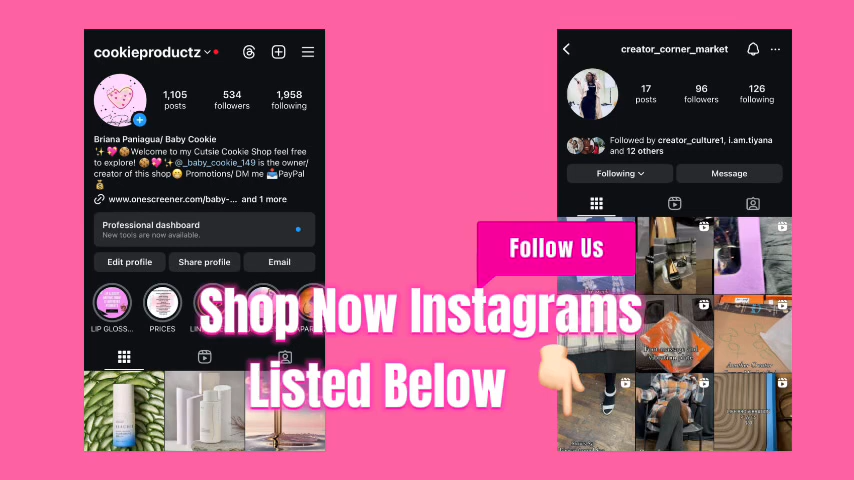 cookieproductz
1,105
534
1,958
posts
followers
following
Briana Paniagua/ Baby Cookie
✨💖🍪Welcome to my Cutsie Cookie Shop feel free
to explore! 🍪💖✨@_baby_cookie_149 is the owner/
creator of this shop😁 Promotions/ DM me 📥PayPal
💰
www.onescreener.com/baby-... and 1 more
Professional dashboard
New tools are now available.
Edit profile
Share profile
Email
LIP GLOSS...
PRICES
creator_corner_market
17
96
126
posts
followers
following
Followed by creator_culture1, i.am.tiyana
and 12 others
Following
Message
Follow Us
Shop Now Instagrams
Listed Below
Another Creator